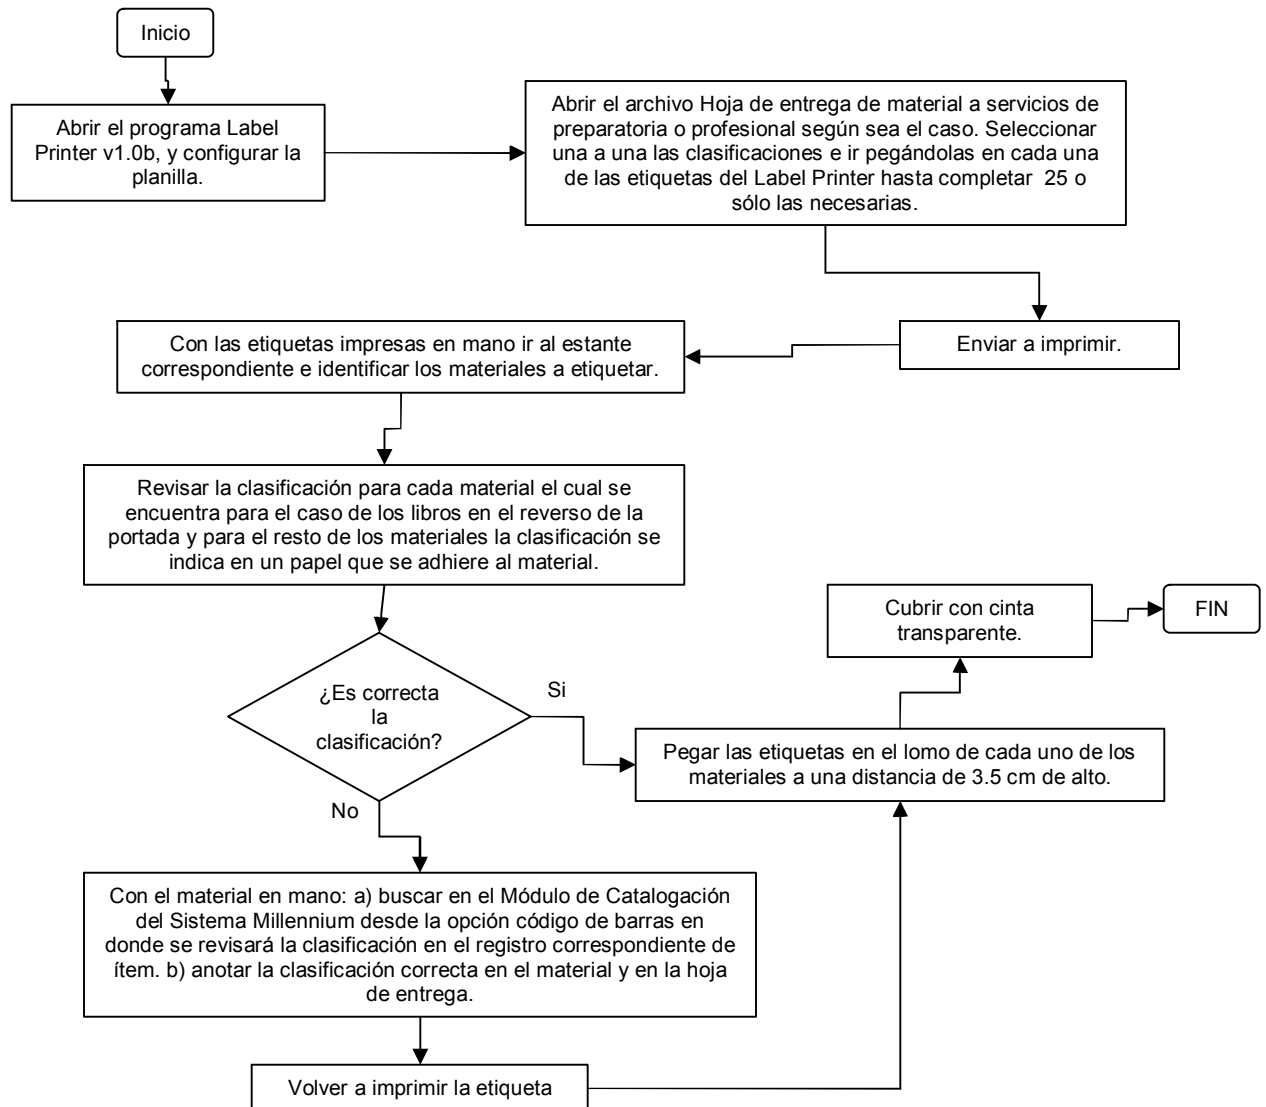 Inicio
Abrir el programa Label
Printer v1.0b, y configurar la
planilla.
Abrir el archivo Hoja de entrega de material a servicios de
preparatoria o profesional según sea el caso. Seleccionar
una a una las clasificaciones e ir pegándolas en cada una
de las etiquetas del Label Printer hasta completar 25 o
sólo las necesarias.
Enviar a imprimir.
Con las etiquetas impresas en mano ir al estante
correspondiente e identificar los materiales a etiquetar.
Revisar la clasificación para cada material el cual se
encuentra para el caso de los libros en el reverso de la
portada y para el resto de los materiales la clasificación se
indica en un papel que se adhiere al material.
¿Es correcta
la
clasificación?
Si
No
Pegar las etiquetas en el lomo de cada uno de los
materiales a una distancia de 3.5 cm de alto.
Cubrir con cinta
transparente.
FIN
Con el material en mano: a) buscar en el Módulo de Catalogación
del Sistema Millennium desde la opción código de barras en
donde se revisará la clasificación en el registro correspondiente de
ítem. b) anotar la clasificación correcta en el material y en la hoja
de entrega.
Volver a imprimir la etiqueta